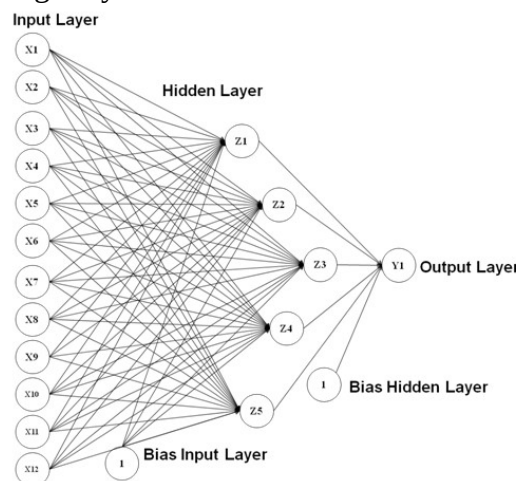 Input Layer
X1
X2
Hidden Layer
X3
Z1
X4
X5
Z2
X6
Z3
Y1
Output Layer
X7
X8
Z4
X9
1
Bias Hidden Layer
X10
Z5
X11
1
Bias Input Layer
X12